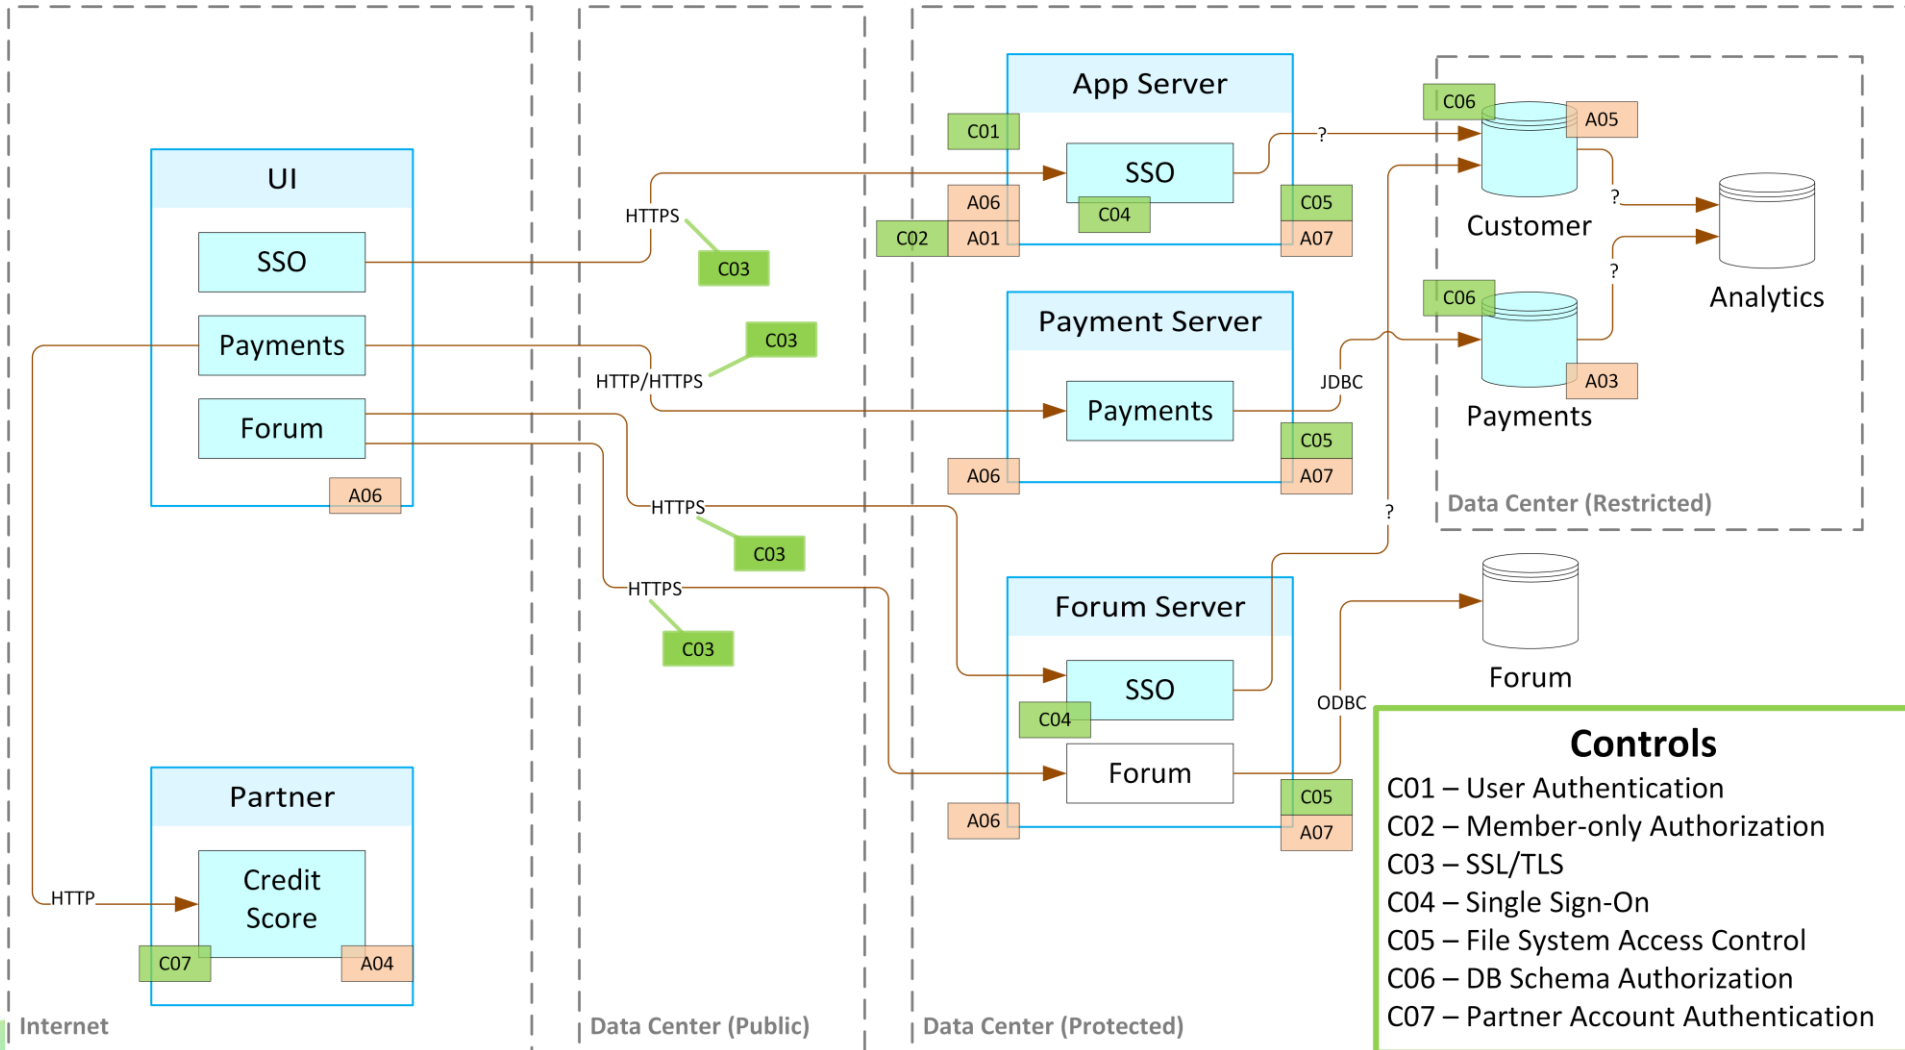 UI
SSO
Payments
Forum
A06
HTTP
Partner
Credit
Score
C07
A04
Internet
HTTPS
C03
C03
HTTP/HTTPS
HTTPS
C03
HTTPS
C03
Data Center (Public)
App Server
C01
SSO
C04
A06
C02
A01
C05
A07
?
Payment Server
Payments
JDBC
C05
A06
A07
?
Forum Server
SSO
C04
Forum
ODBC
C05
A06
A07
Data Center (Protected)
C06
A05
Customer
?
Analytics
?
C06
A03
Payments
Data Center (Restricted)
Forum
Controls
C01 – User Authentication
C02 – Member-only Authorization
C03 – SSL/TLS
C04 – Single Sign-On
C05 – File System Access Control
C06 – DB Schema Authorization
C07 – Partner Account Authentication